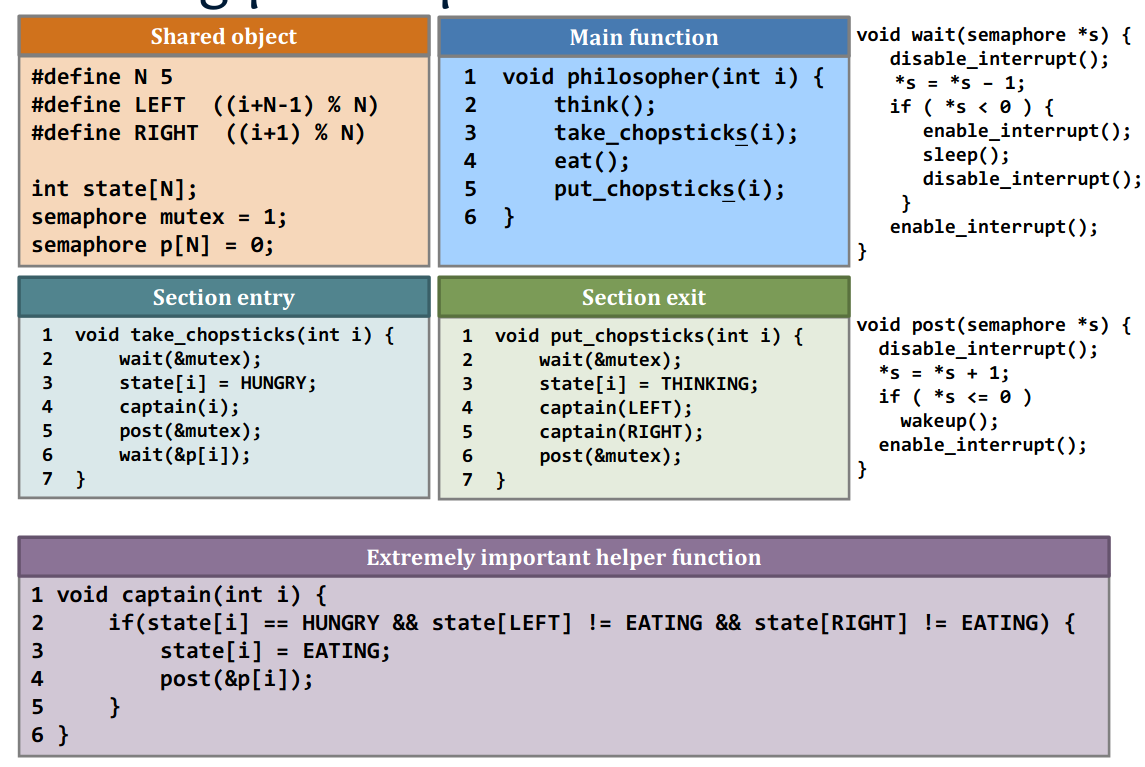 Shared object
#define N 5
#define LEFT ((i+N-1) % N)
#define RIGHT ((i+1) % N)
int state[N];
semaphore mutex = 1;
semaphore p[N] = 0;
Main function
1 void philosopher(int i) {
2 think();
3 take_chopsticks(i);
4 eat();
5 put_chopsticks(i);
6 }
void wait(semaphore *s) {
disable_interrupt();
*s = *s – 1;
if ( *s < 0 ) {
enable_interrupt();
sleep();
disable_interrupt();
}
enable_interrupt();
}
Section entry
1 void take_chopsticks(int i) {
2 wait(&mutex);
3 state[i] = HUNGRY;
4 captain(i);
5 post(&mutex);
6 wait(&p[i]);
7 }
Section exit
1 void put_chopsticks(int i) {
2 wait(&mutex);
3 state[i] = THINKING;
4 captain(LEFT);
5 captain(RIGHT);
6 post(&mutex);
7 }
void post(semaphore *s) {
disable_interrupt();
*s = *s + 1;
if ( *s <= 0 )
wakeup();
enable_interrupt();
}
Extremely important helper function
1 void captain(int i) {
2 if(state[i] == HUNGRY && state[LEFT] != EATING && state[RIGHT] != EATING) {
3 state[i] = EATING;
4 post(&p[i]);
5 }
6 }